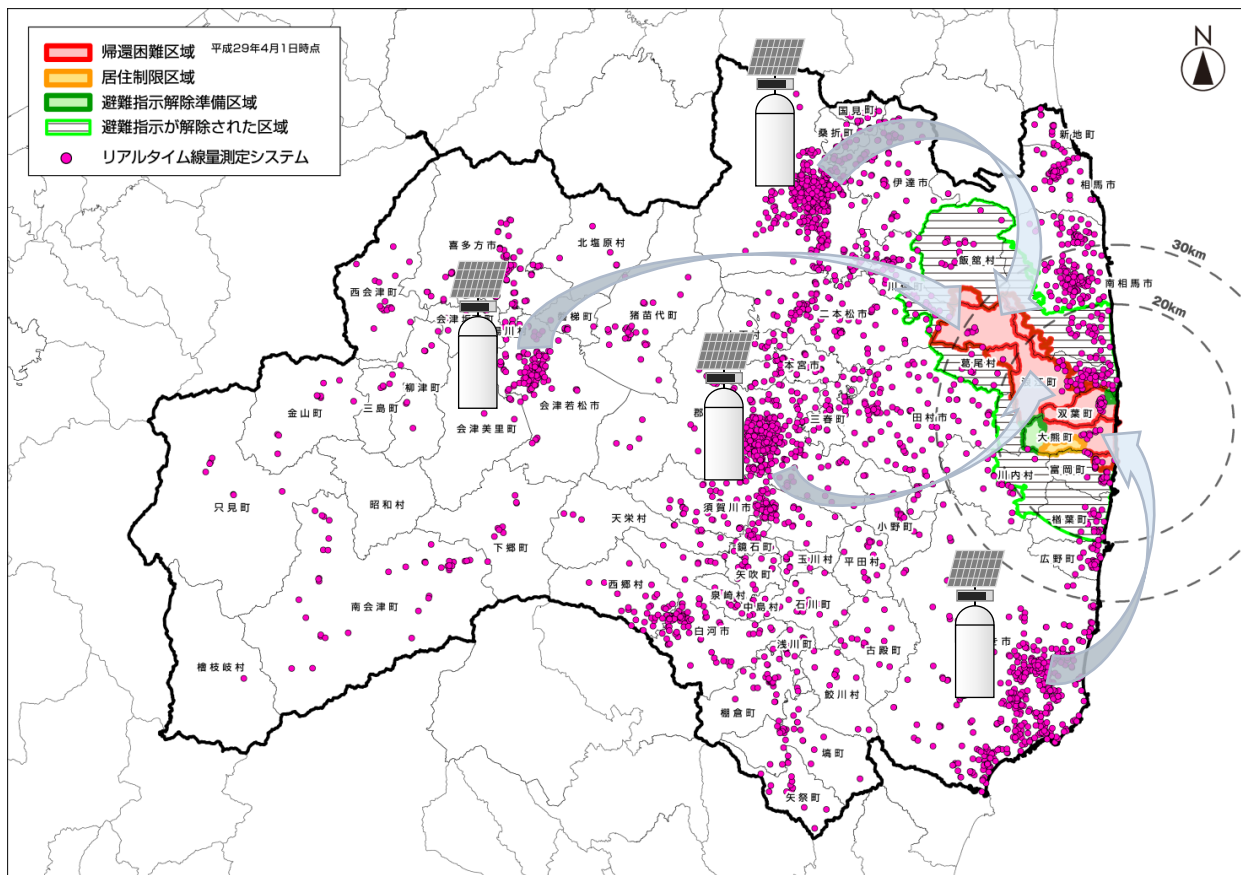 帰還困難区域 平成29年4月1日時点
居住制限区域
避難指示解除準備区域
避難指示が解除された区域
リアルタイム線量測定システム
N
国見町
桑折町
新地町
伊達市
相馬市
喜多方市
北塩原村
飯舘村
30km
西会津町
南相馬市
20km
猪苗代町
二本松市
本宮市
葛尾村
柳津町
金山町
三島町
会津若松市
会津美里町
三春町
田村市
双葉町
大熊町
富岡町
川内村
只見町
昭和村
須賀川市
天栄村
楢葉町
小野町
下郷町
鏡石町
玉川村
平田村
広野町
矢吹町
西郷村
泉崎村
中島村
石川町
南会津町
白河市
浅川町
古殿町
檜枝岐村
鮫川村
棚倉町
塙町
矢祭町